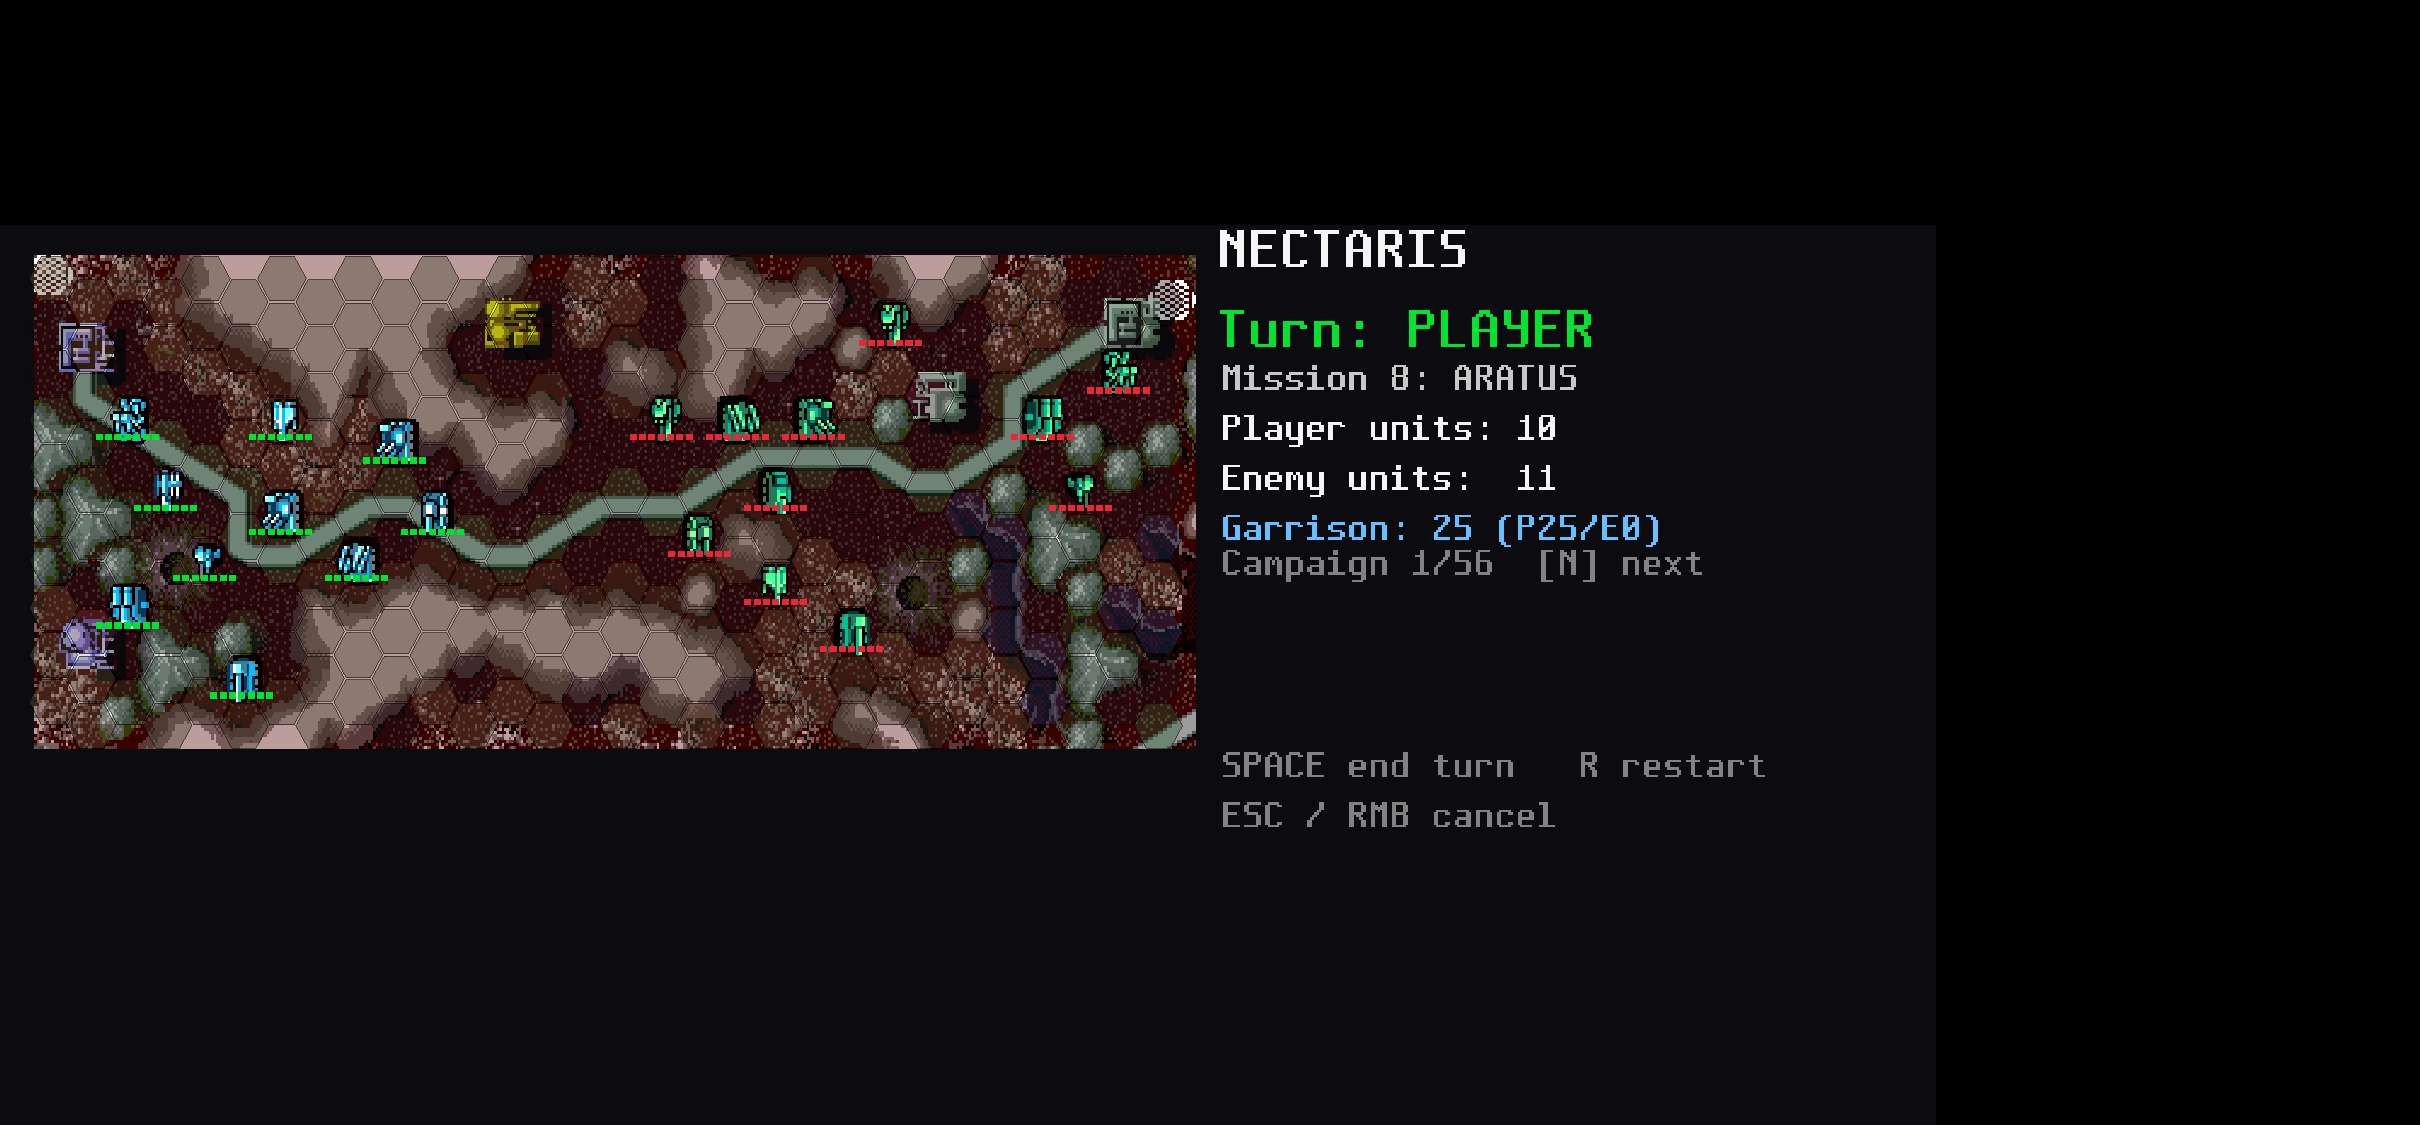 NECTARIS
Turn: PLAYER
Mission 8: ARATUS
Player units: 10
Enemy units:  11
Garrison: 25 (P25/E0)
Campaign 1/56  [N] next
SPACE end turn   R restart
ESC / RMB cancel